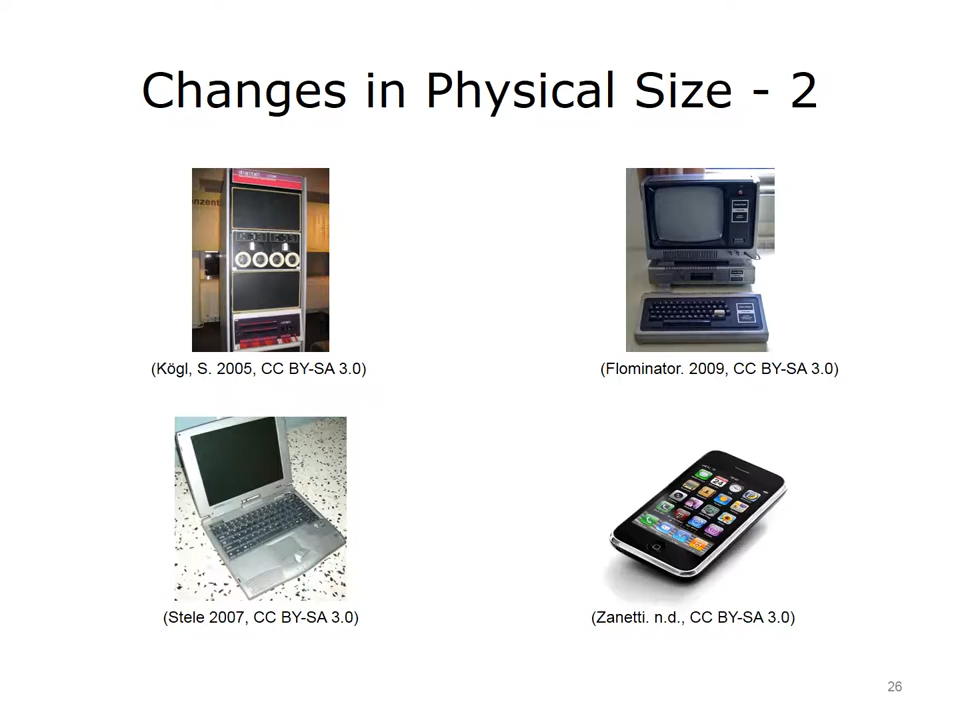 Changes in Physical Size - 2
(Kögl, S. 2005, CC BY-SA 3.0)
(Flominator. 2009, CC BY-SA 3.0)
(Stele 2007, CC BY-SA 3.0)
(Zanetti. n.d., CC BY-SA 3.0)
26